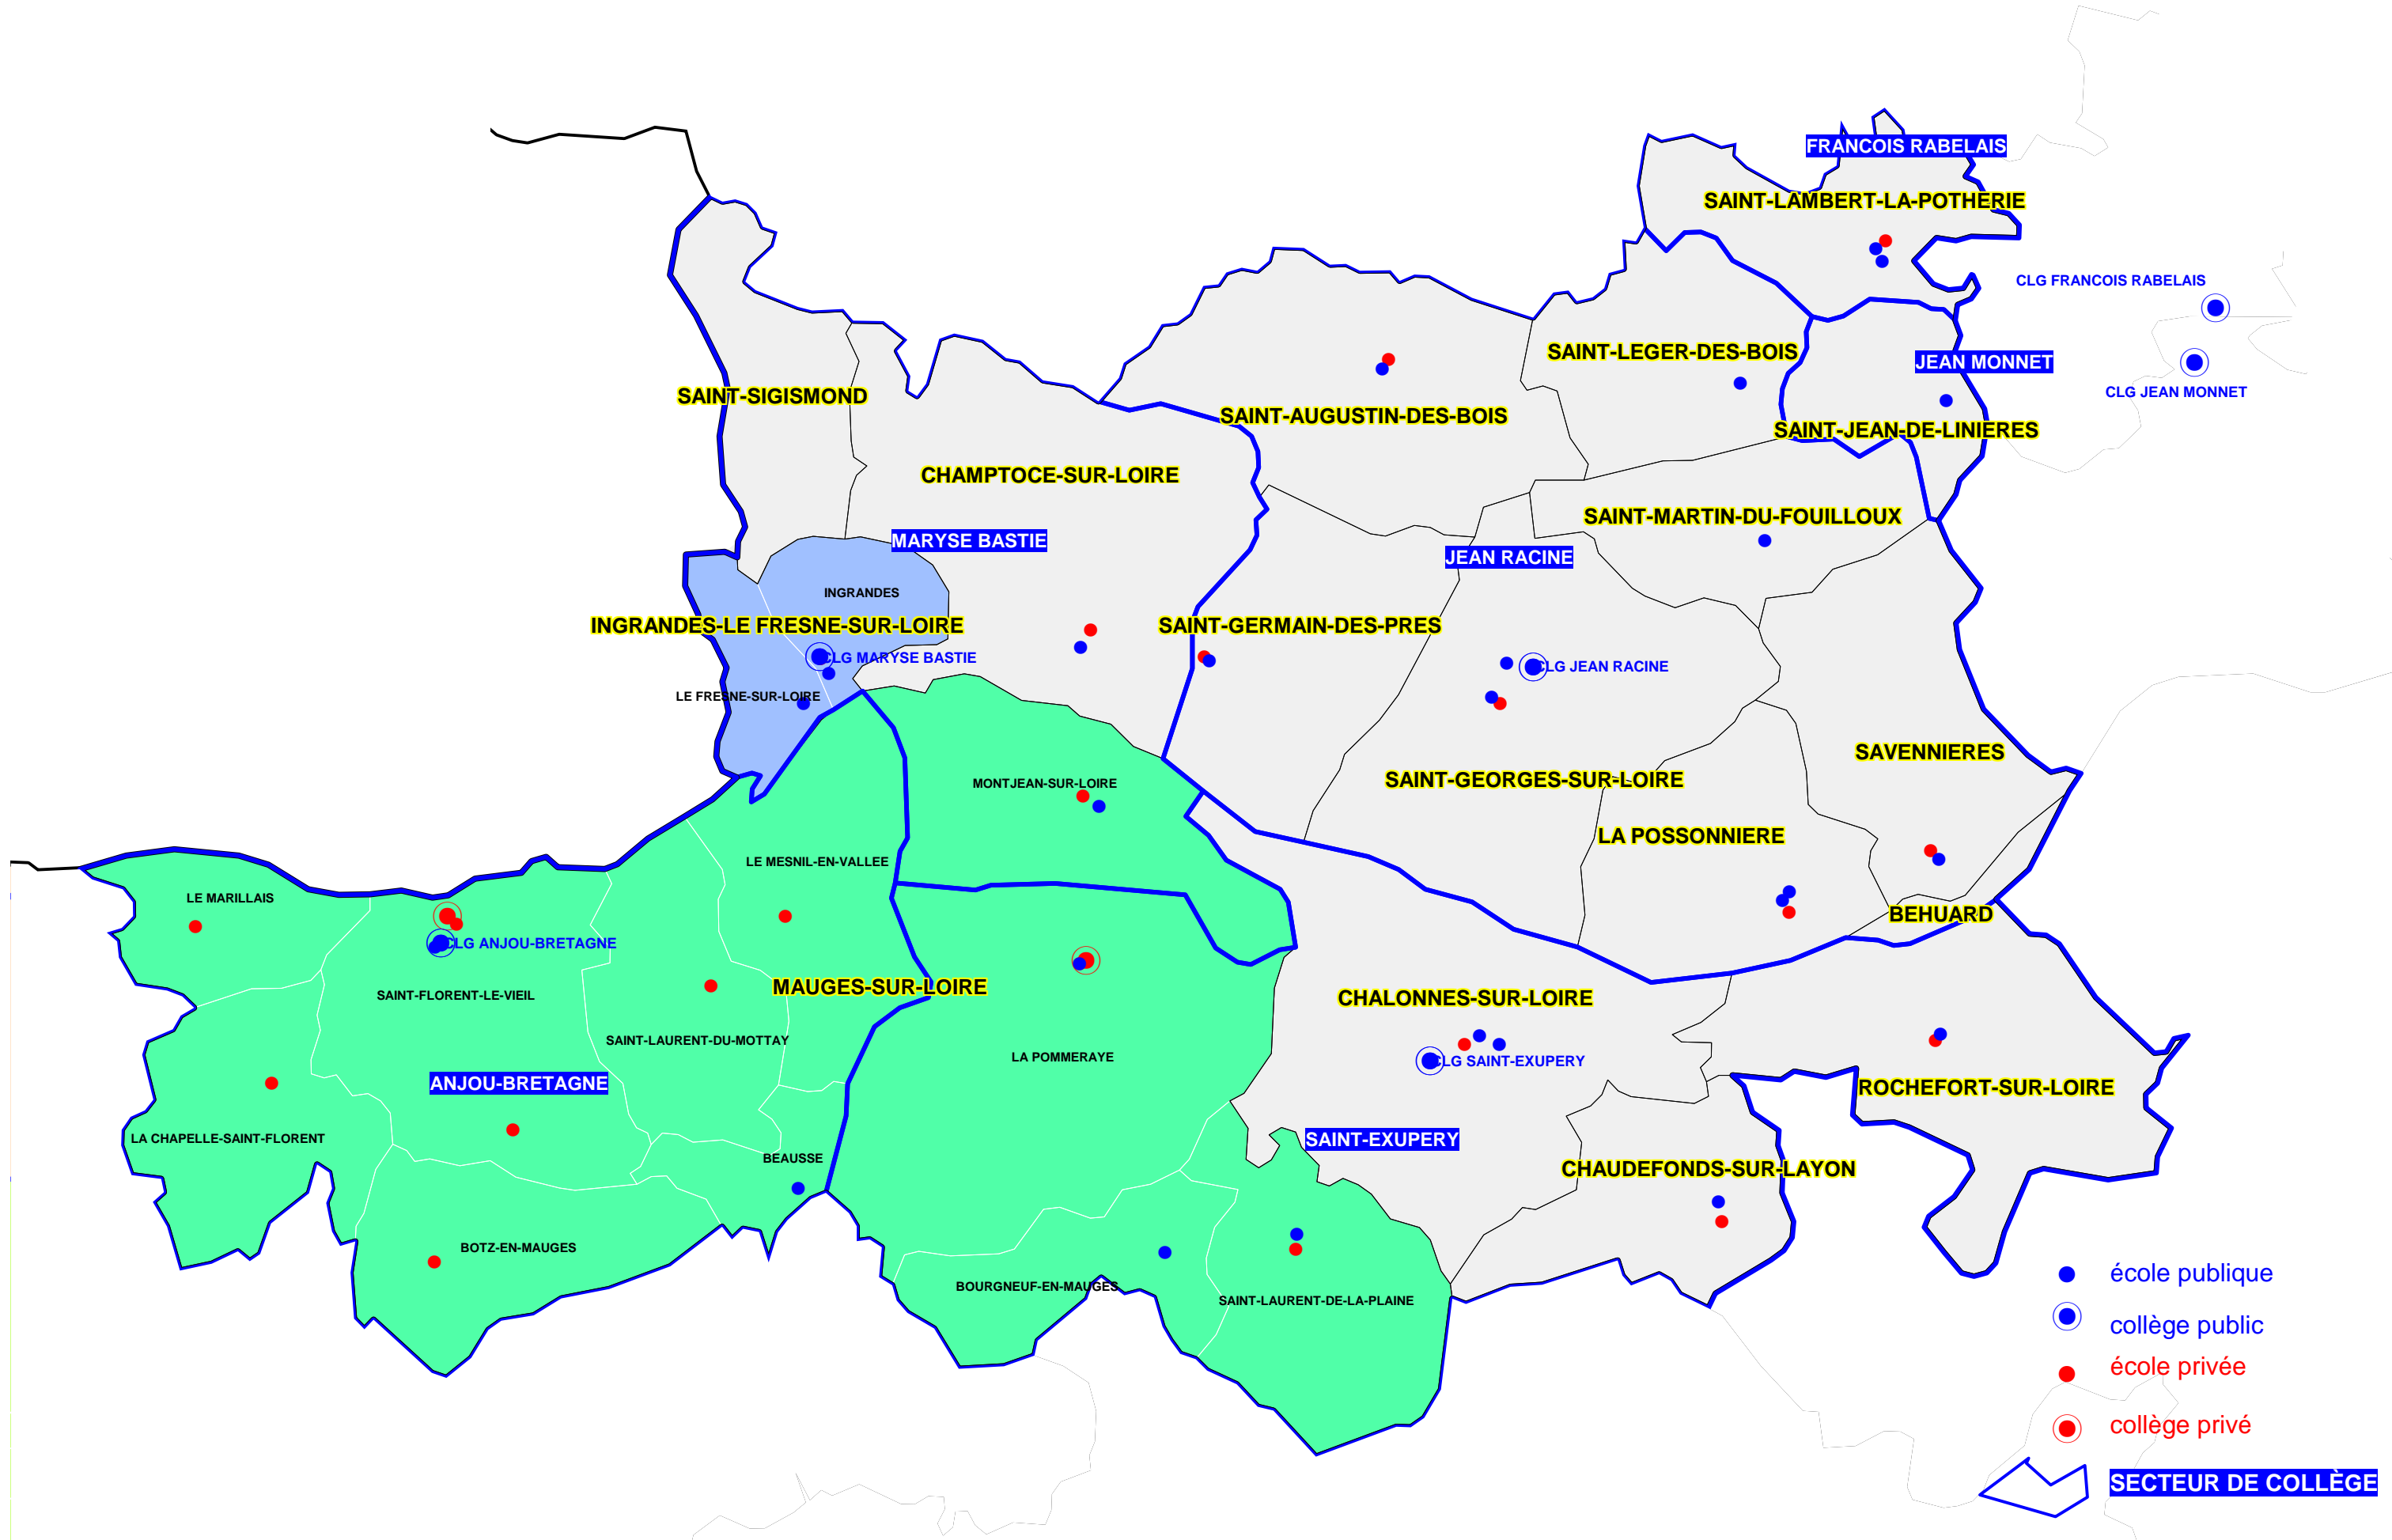 FRANCOIS RABELAIS
SAINT-LAMBERT-LA-POTHERIE
CLG FRANCOIS RABELAIS
SAINT-LEGER-DES-BOIS
JEAN MONNET
CLG JEAN MONNET
SAINT-SIGISMOND
SAINT-AUGUSTIN-DES-BOIS
SAINT-JEAN-DE-LINIERES
CHAMPTOCE-SUR-LOIRE
SAINT-MARTIN-DU-FOUILLOUX
MARYSE BASTIE
JEAN RACINE
INGRANDES
INGRANDES-LE FRESNE-SUR-LOIRE
SAINT-GERMAIN-DES-PRES
CLG MARYSE BASTIE
CLG JEAN RACINE
LE FRESNE-SUR-LOIRE
SAVENNIERES
MONTJEAN-SUR-LOIRE
SAINT-GEORGES-SUR-LOIRE
LA POSSONNIERE
LE MESNIL-EN-VALLEE
LE MARILLAIS
BEHUARD
CLG ANJOU-BRETAGNE
MAUGES-SUR-LOIRE
SAINT-FLORENT-LE-VIEIL
CHALONNES-SUR-LOIRE
SAINT-LAURENT-DU-MOTTAY
LA POMMERAYE
CLG SAINT-EXUPERY
ANJOU-BRETAGNE
ROCHEFORT-SUR-LOIRE
LA CHAPELLE-SAINT-FLORENT
SAINT-EXUPERY
BEAUSSE
CHAUDEFONDS-SUR-LAYON
BOTZ-EN-MAUGES
BOURGNEUF-EN-MAUGES
SAINT-LAURENT-DE-LA-PLAINE
école publique
collège public
école privée
collège privé
SECTEUR DE COLLÈGE